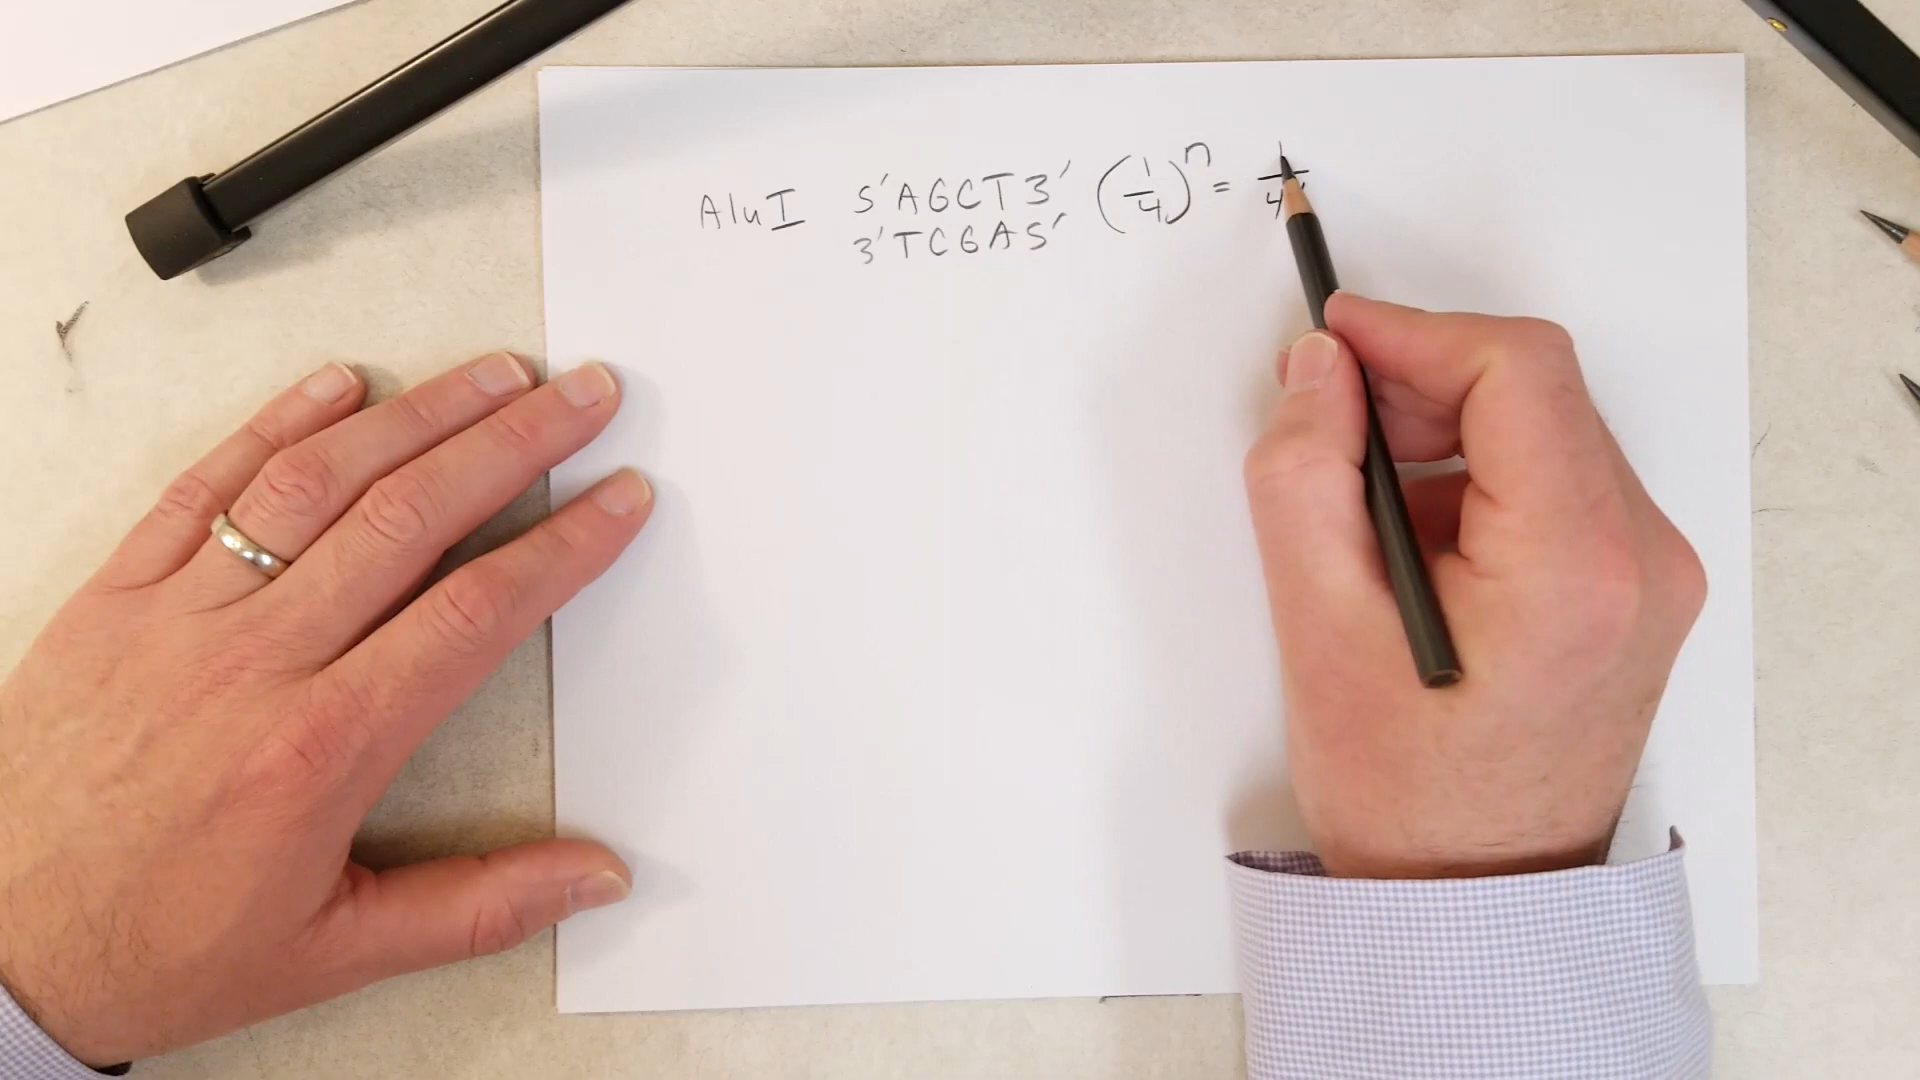 AluI 5'AGCT3' (1/4)^n = 1/4
3'TCGA5'